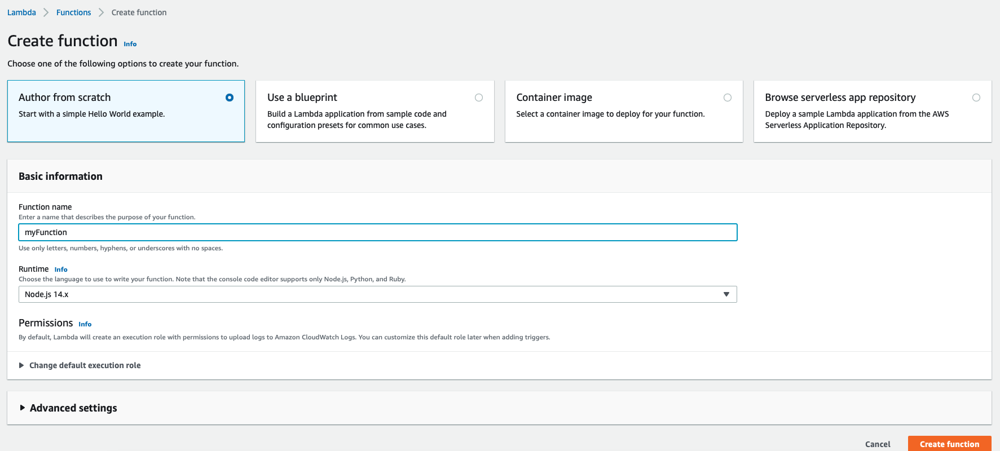 Lambda > Functions > Create function
Create function Info
Choose one of the following options to create your function.
Author from scratch
Start with a simple Hello World example.
Use a blueprint
Build a Lambda application from sample code and
configuration presets for common use cases.
Container image
Select a container image to deploy for your function.
Browse serverless app repository
Deploy a sample Lambda application from the AWS
Serverless Application Repository.
Basic information
Function name
Enter a name that describes the purpose of your function.
myFunction
Use only letters, numbers, hyphens, or underscores with no spaces.
Runtime Info
Choose the language to use to write your function. Note that the console code editor supports only Node.js, Python, and Ruby.
Node.js 14.x
Permissions Info
By default, Lambda will create an execution role with permissions to upload logs to Amazon CloudWatch Logs. You can customize this default role later when adding triggers.
Change default execution role
Advanced settings
Cancel Create function